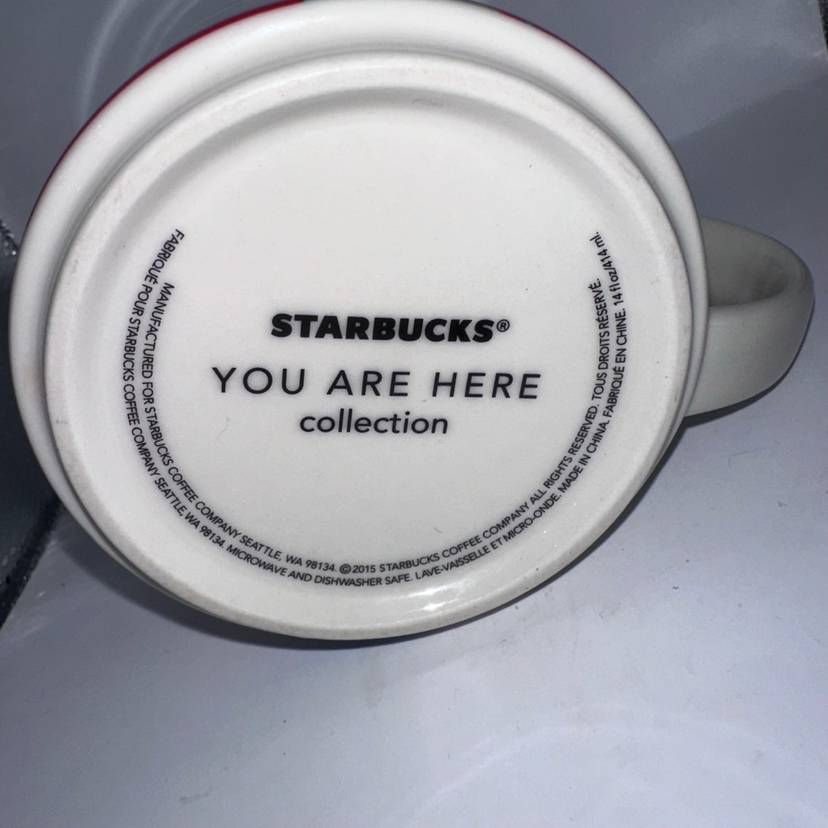 STARBUCKS®
YOU ARE HERE
collection
MANUFACTURED FOR STARBUCKS COFFEE COMPANY SEATTLE, WA 98134. ©2015 STARBUCKS COFFEE COMPANY ALL RIGHTS RESERVED. TOUS DROITS RÉSERVÉ.
FABRIQUÉ POUR STARBUCKS COFFEE COMPANY SEATTLE, WA 98134. MICROWAVE AND DISHWASHER SAFE. LAVE-VAISSELLE ET MICRO-ONDE. MADE IN CHINA. FABRIQUÉ EN CHINE. 14 fl oz/414 ml.